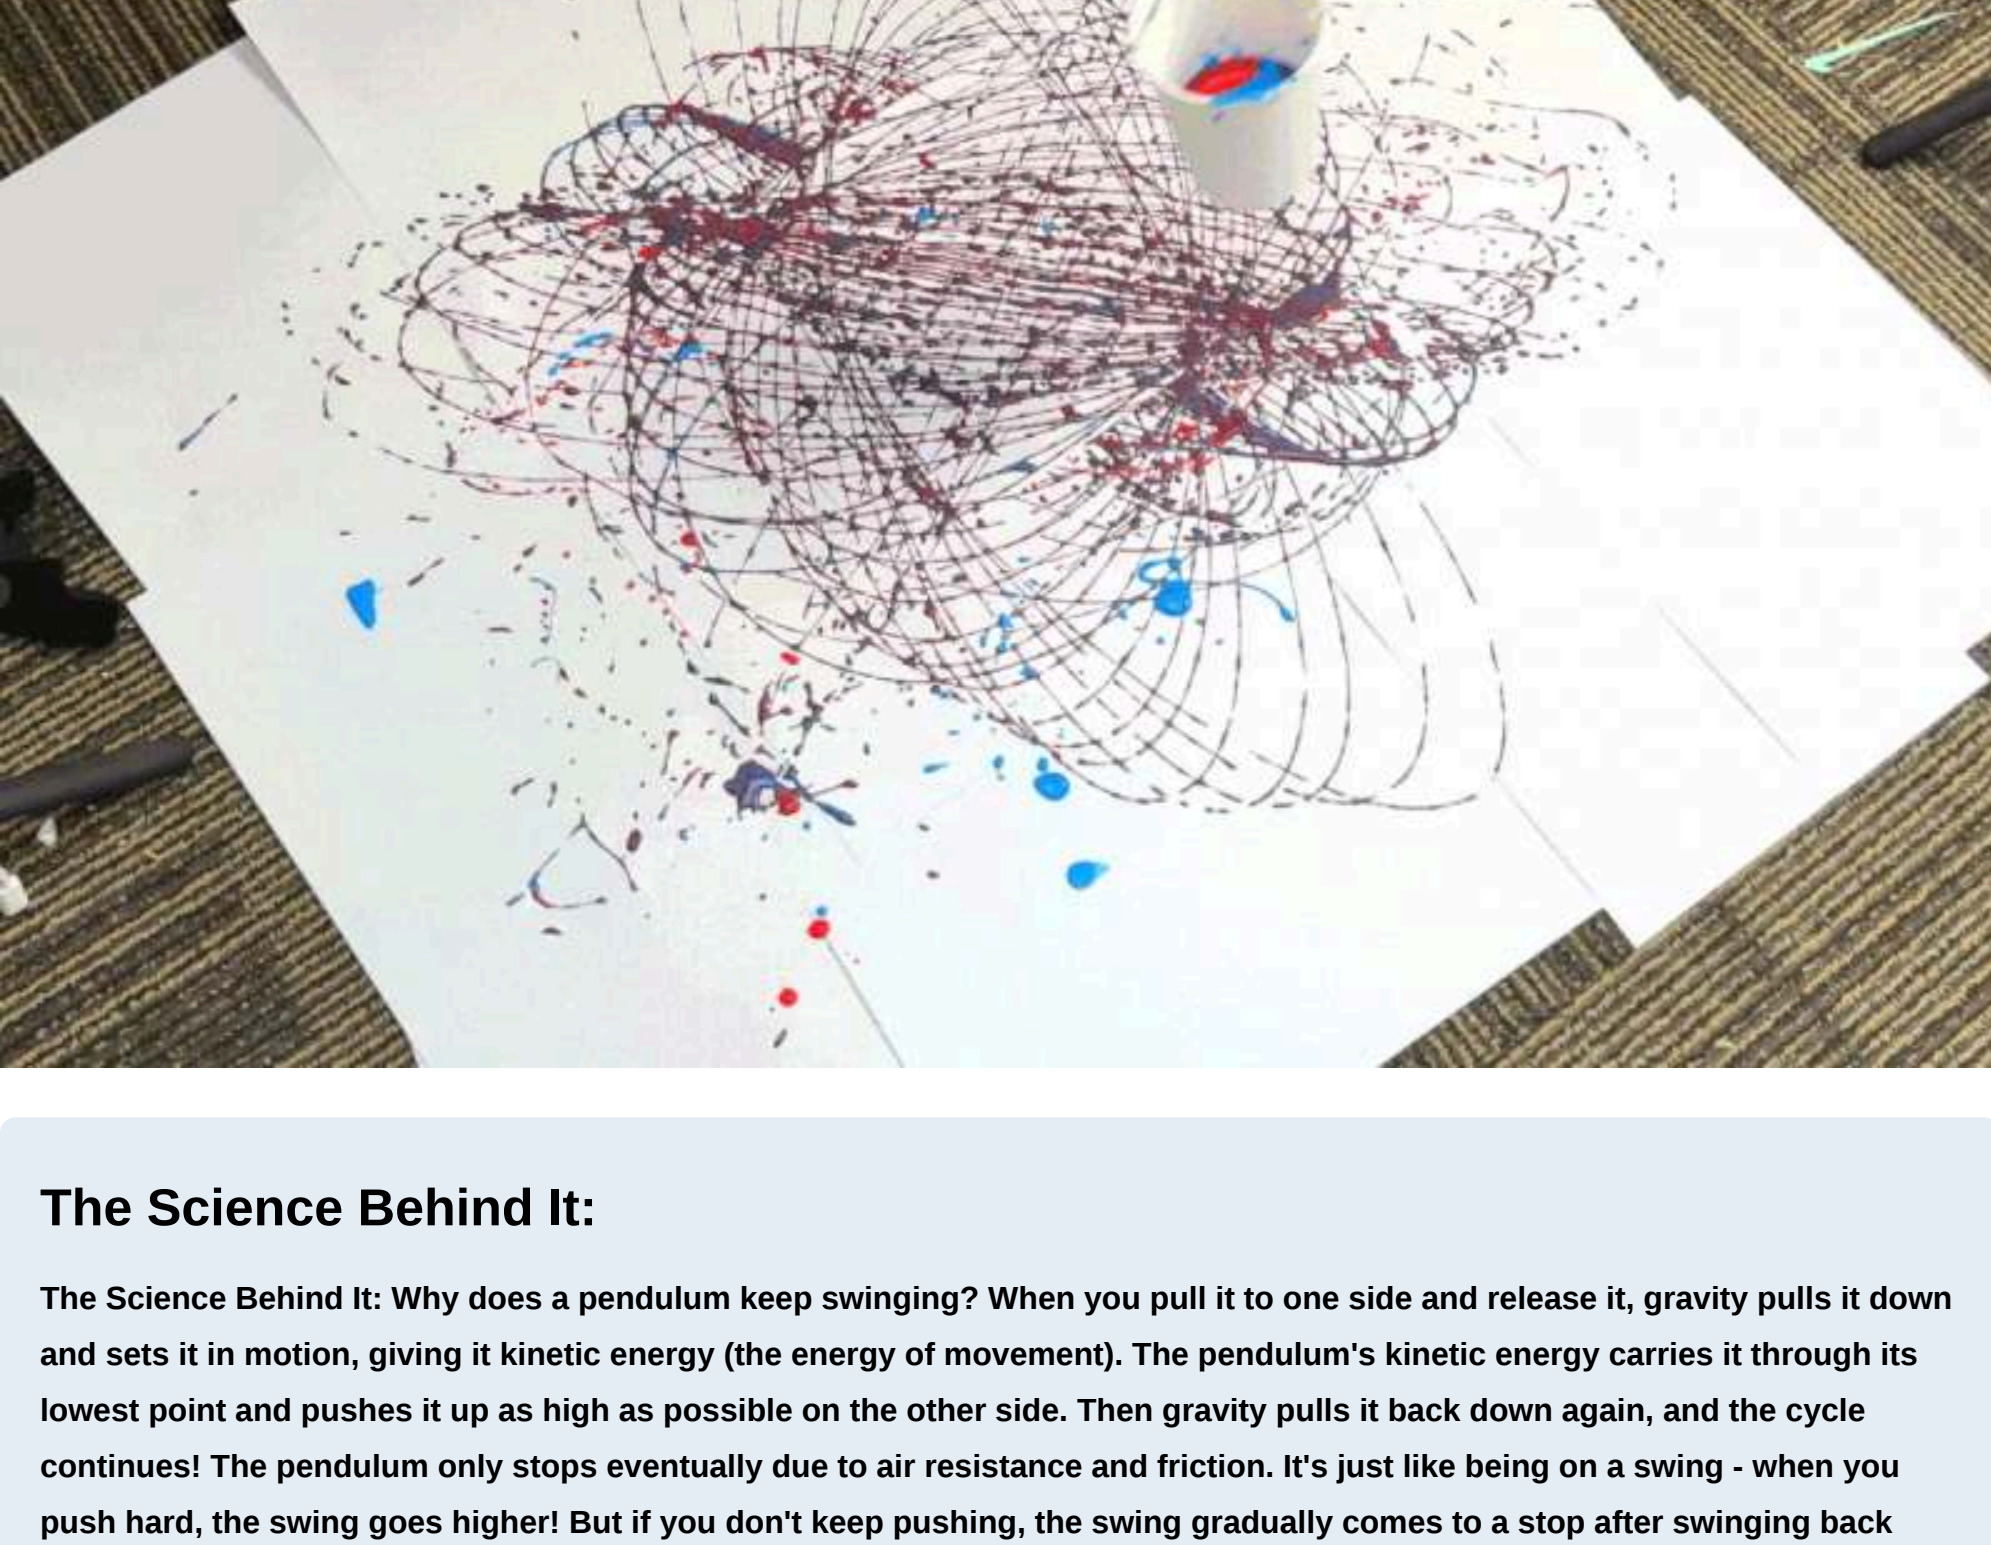 The Science Behind It:
The Science Behind It: Why does a pendulum keep swinging? When you pull it to one side and release it, gravity pulls it down
and sets it in motion, giving it kinetic energy (the energy of movement). The pendulum's kinetic energy carries it through its
lowest point and pushes it up as high as possible on the other side. Then gravity pulls it back down again, and the cycle
continues! The pendulum only stops eventually due to air resistance and friction. It's just like being on a swing - when you
push hard, the swing goes higher! But if you don't keep pushing, the swing gradually comes to a stop after swinging back